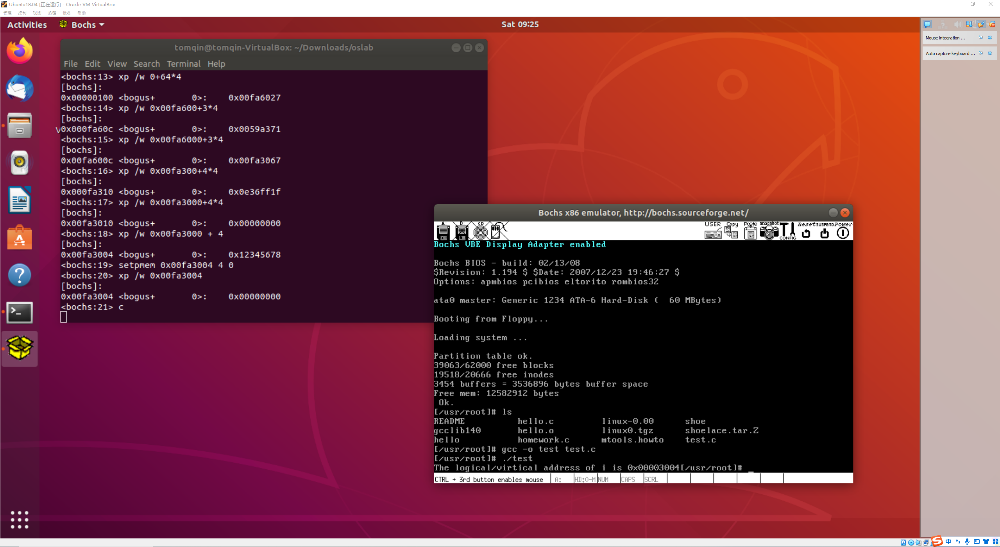 Ubuntu18.04 [正在运行] - Oracle VM VirtualBox
管理 控制 视图 热键 设备 帮助
Activities Bochs Sat 09:25
Mouse integration ...
Auto capture keyboard ...
tomqin@tomqin-VirtualBox: ~/Downloads/oslab
File Edit View Search Terminal Help
<bochs:13> xp /w 0+64*4
[bochs]:
0x00000100 <bogus+       0>:    0x00fa6027
<bochs:14> xp /w 0x00fa600+3*4
[bochs]:
0x000fa60c <bogus+       0>:    0x0059a371
<bochs:15> xp /w 0x00fa6000+3*4
[bochs]:
0x00fa600c <bogus+       0>:    0x00fa3067
<bochs:16> xp /w 0x00fa300+4*4
[bochs]:
0x000fa310 <bogus+       0>:    0x0e36ff1f
<bochs:17> xp /w 0x00fa3000+4*4
[bochs]:
0x00fa3010 <bogus+       0>:    0x00000000
<bochs:18> xp /w 0x00fa3000 + 4
[bochs]:
0x00fa3004 <bogus+       0>:    0x12345678
<bochs:19> setpmem 0x00fa3004 4 0
<bochs:20> xp /w 0x00fa3004
[bochs]:
0x00fa3004 <bogus+       0>:    0x00000000
<bochs:21> c
Bochs x86 emulator, http://bochs.sourceforge.net/
A: B: CD USER Copy Paste snapshot CONFIG Reset SUSPEND Power
Bochs VBE Display Adapter enabled
Bochs BIOS - build: 02/13/08
$Revision: 1.194 $ $Date: 2007/12/23 19:46:27 $
Options: apmbios pcibios eltorito rombios32
ata0 master: Generic 1234 ATA-6 Hard-Disk (  60 MBytes)
Booting from Floppy...
Loading system ...
Partition table ok.
39063/62000 free blocks
19518/20666 free inodes
3454 buffers = 3536896 bytes buffer space
Free mem: 12582912 bytes
 Ok.
[/usr/root]# ls
README hello.c linux-0.00 shoe
gcclib140 hello.o linux0.tgz shoelace.tar.Z
hello homework.c mtools.howto test.c
[/usr/root]# gcc -o test test.c
[/usr/root]# ./test
The logical/virtical address of i is 0x00003004[/usr/root]# _
CTRL + 3rd button enables mouse A: HD:0-M NUM CAPS SCRL
中